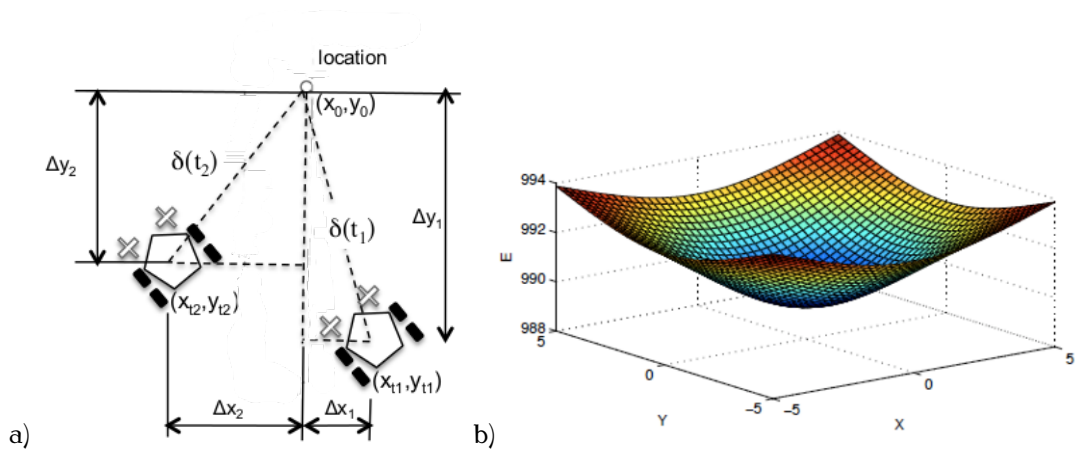 location
(x₀,y₀)
Δy₂
δ(t₂)
Δy₁
δ(t₁)
(xₜ₂,yₜ₂)
(xₜ₁,yₜ₁)
Δx₂
Δx₁
a)
994
992
990
988
E
5
0
−5
Y
−5
0
5
X
b)